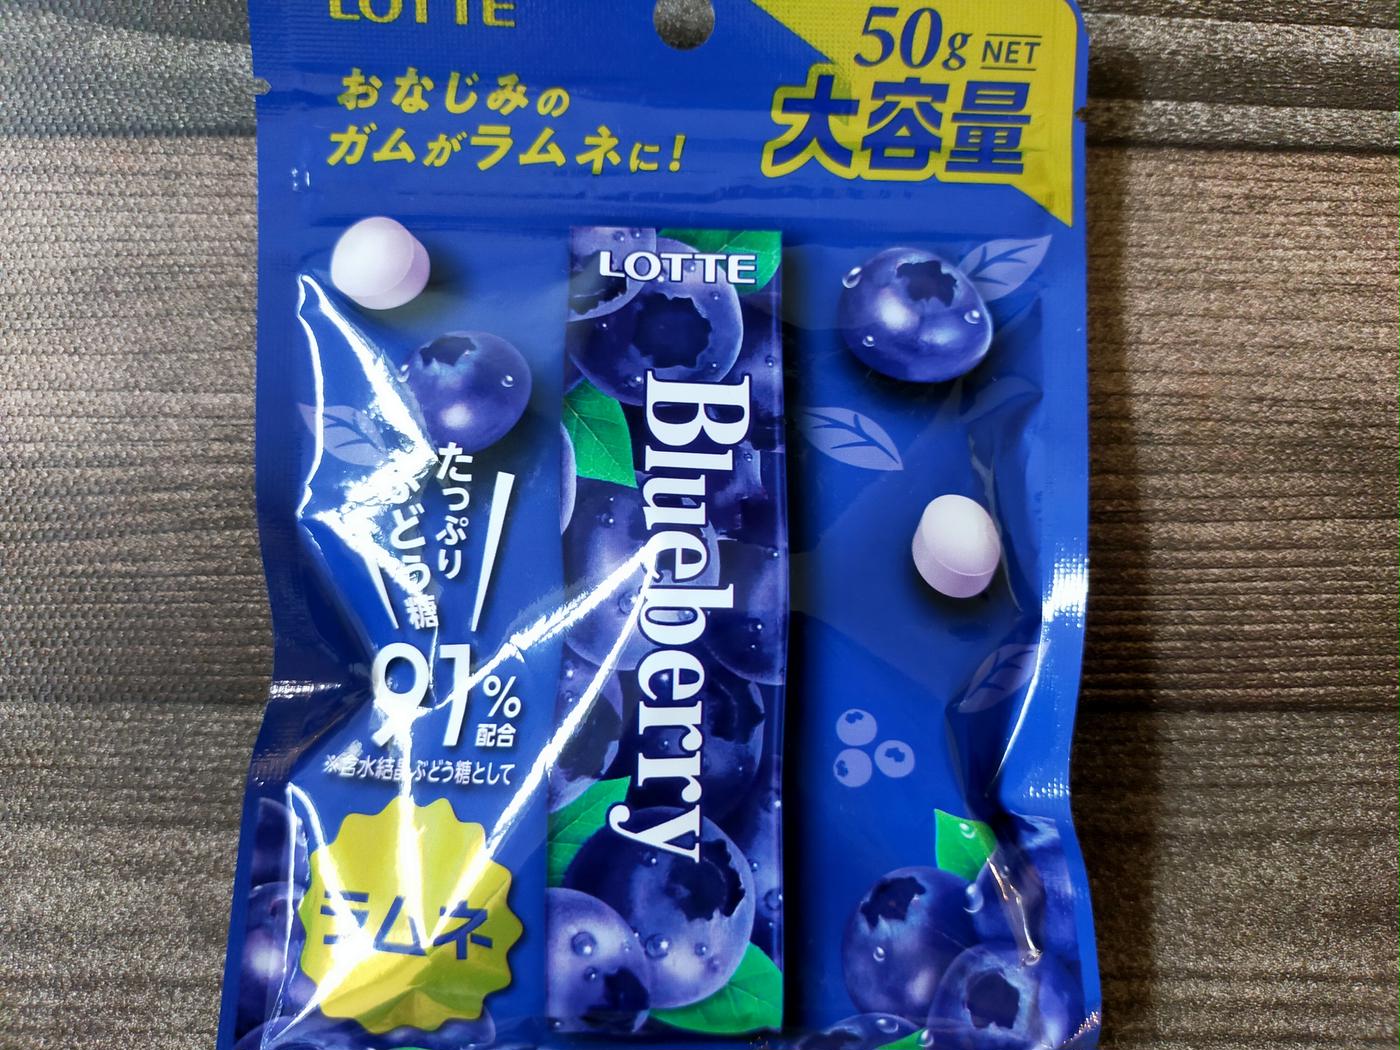 LOTTE
50g NET
大容量
おなじみの
ガムがラムネに!
LOTTE
Blueberry
たっぷり
ぶどう糖
91%
配合
※含水結晶ぶどう糖として
ラムネ